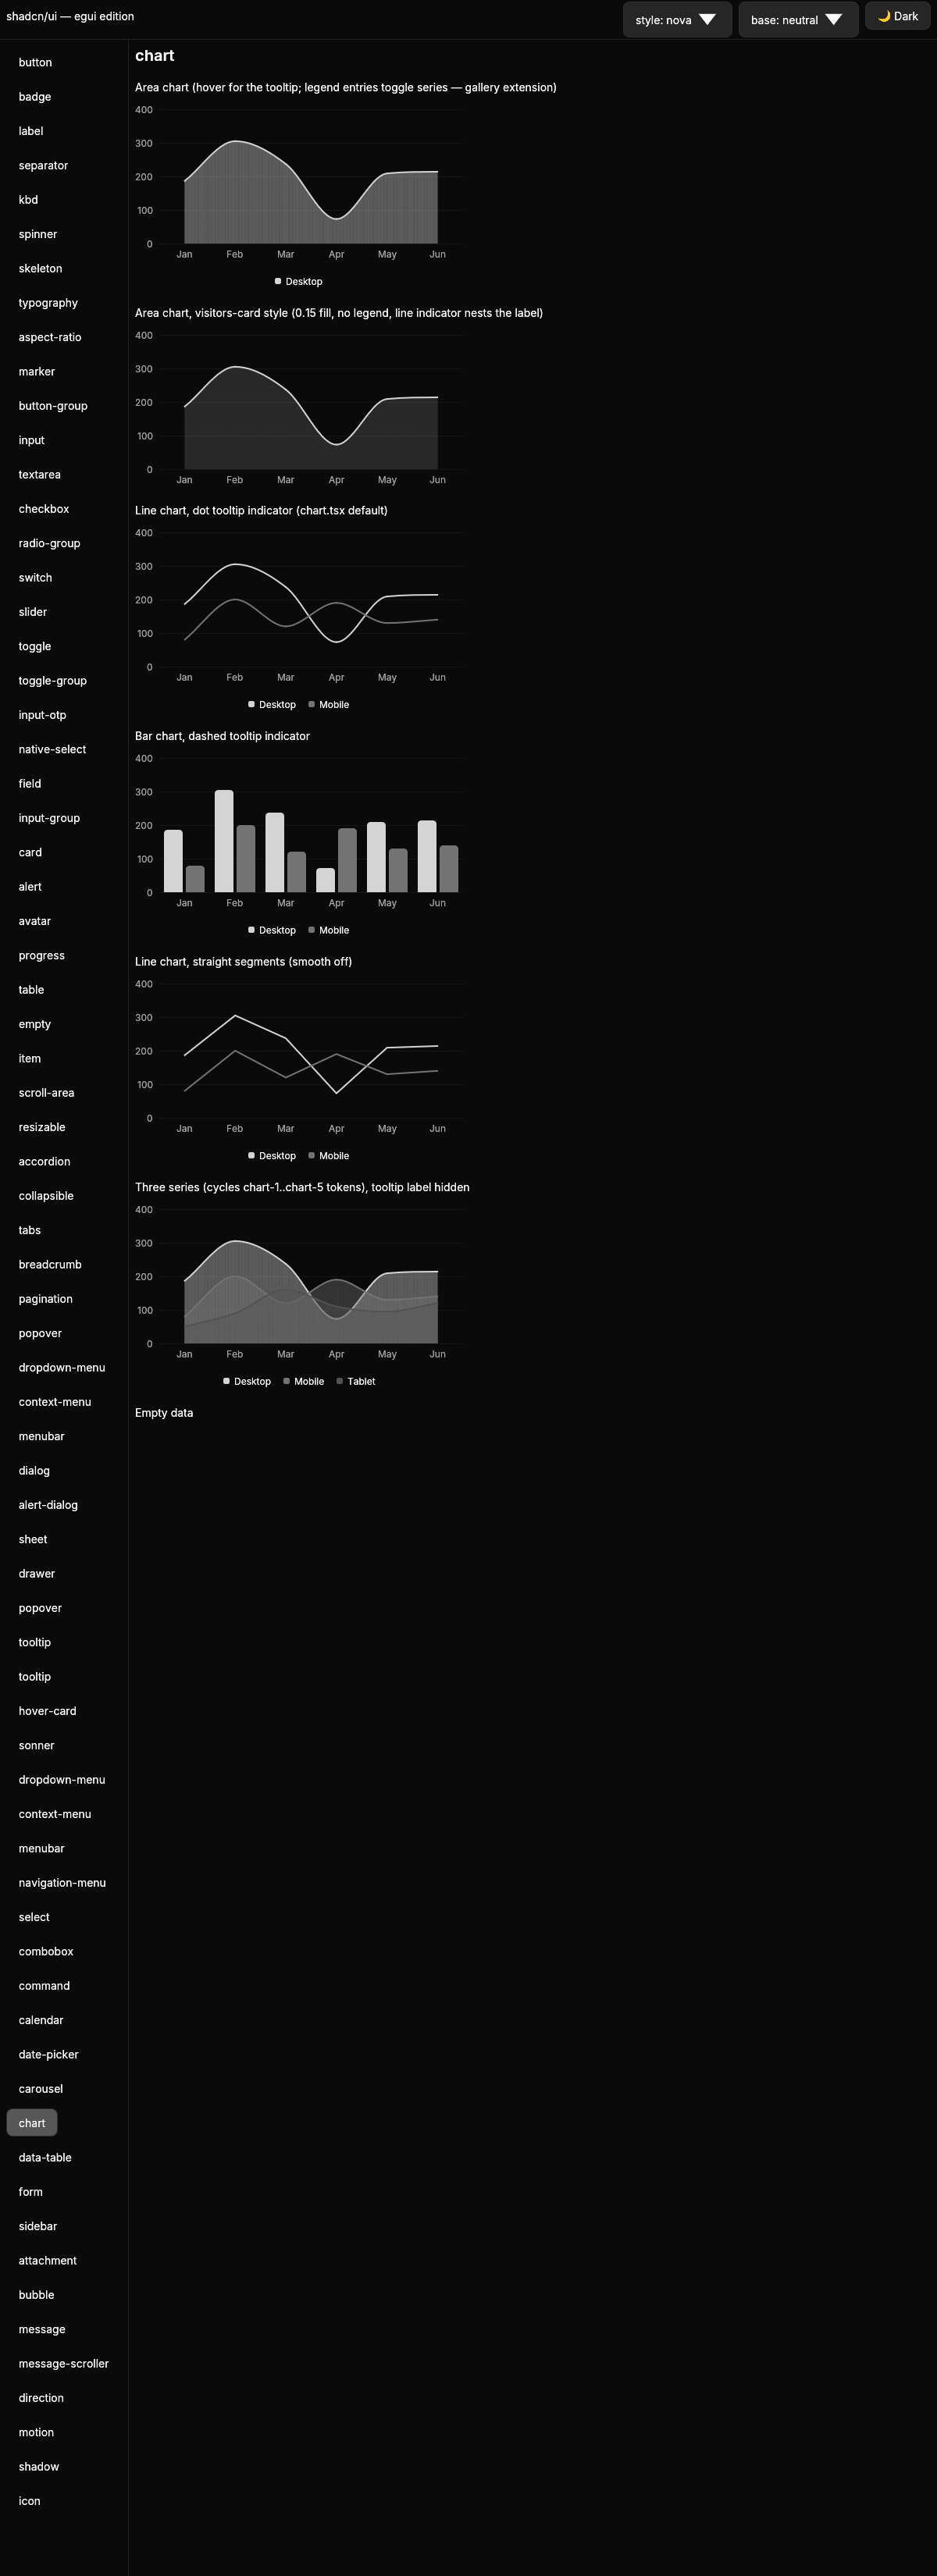 shadcn/ui — egui edition
style: nova
base: neutral
🌙 Dark
button
badge
label
separator
kbd
spinner
skeleton
typography
aspect-ratio
marker
button-group
input
textarea
checkbox
radio-group
switch
slider
toggle
toggle-group
input-otp
native-select
field
input-group
card
alert
avatar
progress
table
empty
item
scroll-area
resizable
accordion
collapsible
tabs
breadcrumb
pagination
popover
dropdown-menu
context-menu
menubar
dialog
alert-dialog
sheet
drawer
popover
tooltip
tooltip
hover-card
sonner
dropdown-menu
context-menu
menubar
navigation-menu
select
combobox
command
calendar
date-picker
carousel
chart
data-table
form
sidebar
attachment
bubble
message
message-scroller
direction
motion
shadow
icon
chart
Area chart (hover for the tooltip; legend entries toggle series — gallery extension)
400
300
200
100
0
Jan Feb Mar Apr May Jun
Desktop
Area chart, visitors-card style (0.15 fill, no legend, line indicator nests the label)
400
300
200
100
0
Jan Feb Mar Apr May Jun
Line chart, dot tooltip indicator (chart.tsx default)
400
300
200
100
0
Jan Feb Mar Apr May Jun
Desktop Mobile
Bar chart, dashed tooltip indicator
400
300
200
100
0
Jan Feb Mar Apr May Jun
Desktop Mobile
Line chart, straight segments (smooth off)
400
300
200
100
0
Jan Feb Mar Apr May Jun
Desktop Mobile
Three series (cycles chart-1..chart-5 tokens), tooltip label hidden
400
300
200
100
0
Jan Feb Mar Apr May Jun
Desktop Mobile Tablet
Empty data